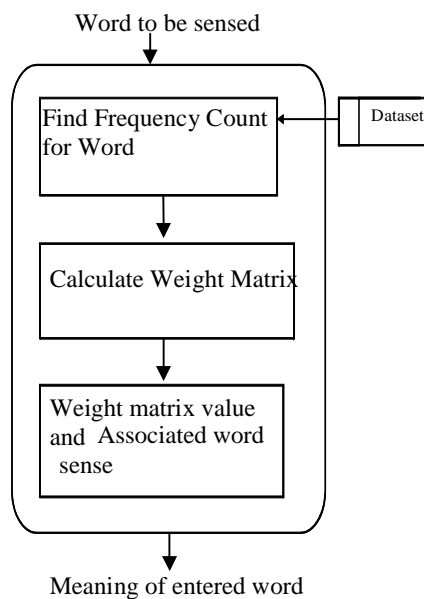 Word to be sensed
Find Frequency Count
for Word
Dataset
Calculate Weight Matrix
Weight matrix value
and Associated word
sense
Meaning of entered word